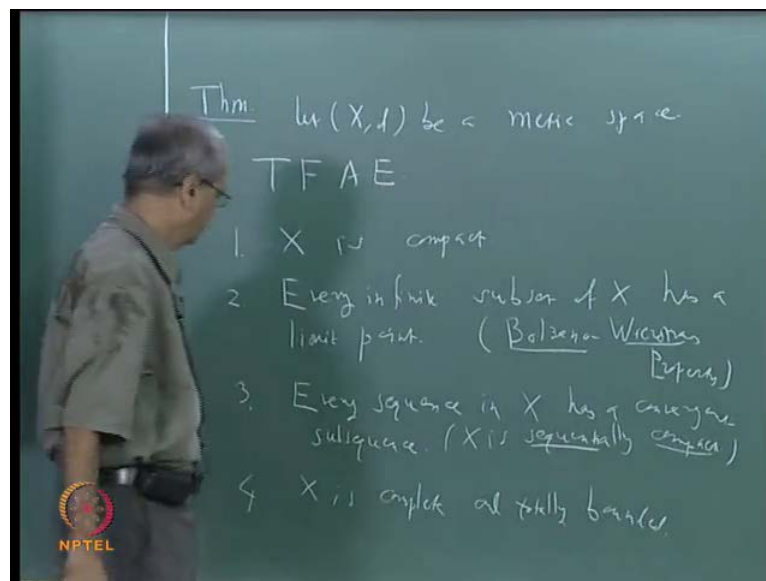 Thm. Let (X, d) be a metric space.
TFAE
1. X is compact
2 Every infinite subset of X has a
limit point. (Bolzano Wierstras
Property)
3. Every sequence in X has a convergent
subsequence. (X is sequentially compact)
4 X is complete and totally bounded.
NPTEL